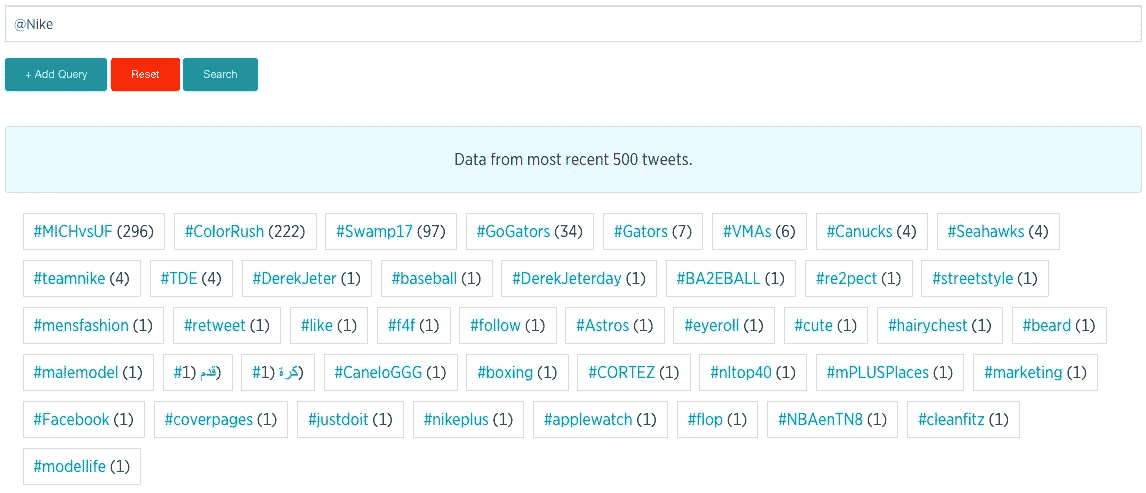 @Nike
+ Add Query Reset Search
Data from most recent 500 tweets.
#MICHvsUF (296) #ColorRush (222) #Swamp17 (97) #GoGators (34) #Gators (7) #VMAs (6) #Canucks (4) #Seahawks (4)
#teamnike (4) #TDE (4) #DerekJeter (1) #baseball (1) #DerekJeterday (1) #BA2EBALL (1) #re2pect (1) #streetstyle (1)
#mensfashion (1) #retweet (1) #like (1) #f4f (1) #follow (1) #Astros (1) #eyeroll (1) #cute (1) #hairychest (1) #beard (1)
#malemodel (1) #قدم (1) #كرة (1) #CaneloGGG (1) #boxing (1) #CORTEZ (1) #nltop40 (1) #mPLUSPlaces (1) #marketing (1)
#Facebook (1) #coverpages (1) #justdoit (1) #nikeplus (1) #applewatch (1) #flop (1) #NBAenTN8 (1) #cleanfitz (1)
#modellife (1)